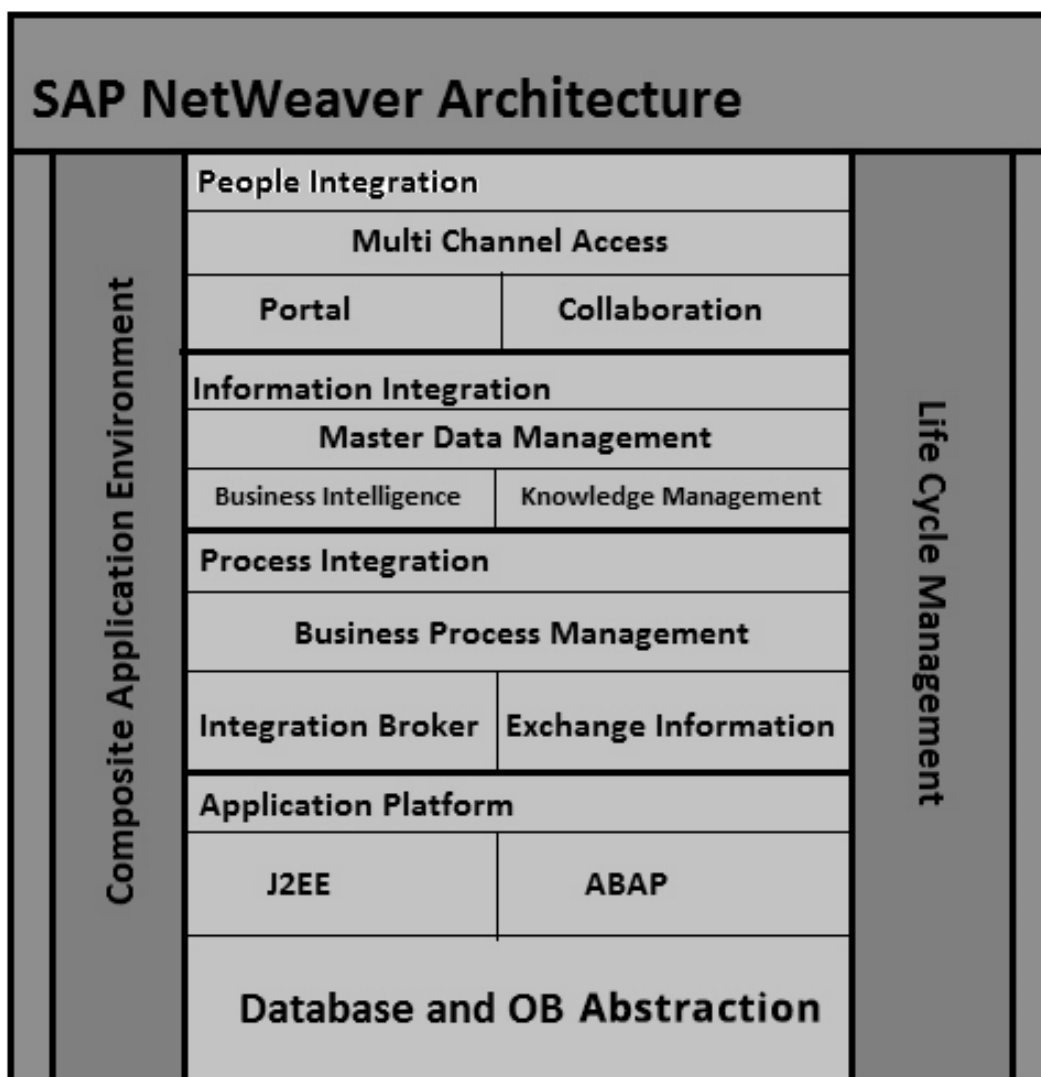 SAP NetWeaver Architecture
Composite Application Environment
People Integration
Multi Channel Access
Portal
Collaboration
Information Integration
Master Data Management
Business Intelligence
Knowledge Management
Process Integration
Business Process Management
Integration Broker
Exchange Information
Application Platform
J2EE
ABAP
Database and OB Abstraction
Life Cycle Management